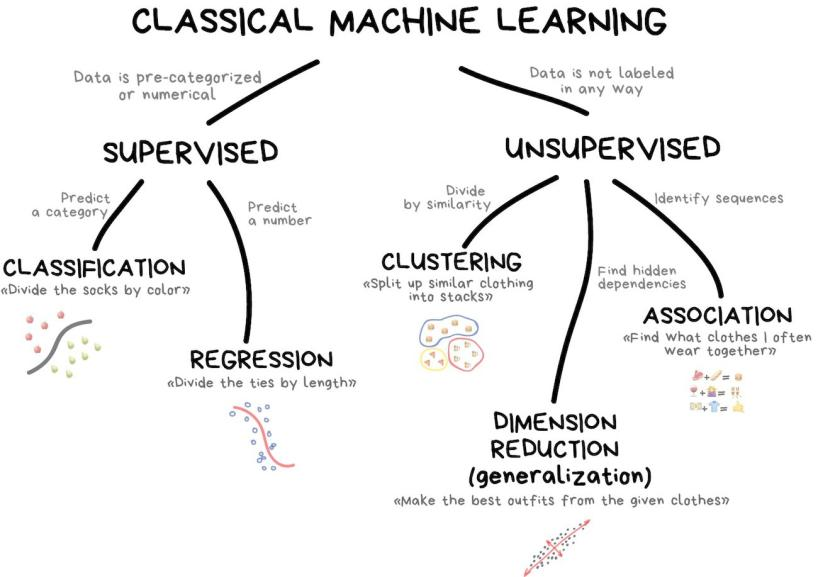 CLASSICAL MACHINE LEARNING
Data is pre-categorized
or numerical
Data is not labeled
in any way
SUPERVISED
UNSUPERVISED
Predict
a category
Predict
a number
Divide
by similarity
Identify sequences
Find hidden
dependencies
CLASSIFICATION
«Divide the socks by color»
REGRESSION
«Divide the ties by length»
CLUSTERING
«Split up similar clothing
into stacks»
ASSOCIATION
«Find what clothes I often
wear together»
DIMENSION
REDUCTION
(generalization)
«Make the best outfits from the given clothes»